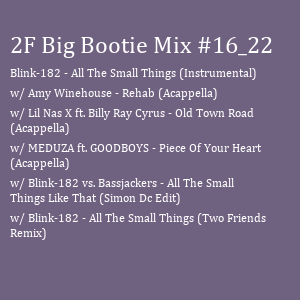 2F Big Bootie Mix #16_22
Blink-182 - All The Small Things (Instrumental)
w/ Amy Winehouse - Rehab (Acappella)
w/ Lil Nas X ft. Billy Ray Cyrus - Old Town Road
(Acappella)
w/ MEDUZA ft. GOODBOYS - Piece Of Your Heart
(Acappella)
w/ Blink-182 vs. Bassjackers - All The Small
Things Like That (Simon Dc Edit)
w/ Blink-182 - All The Small Things (Two Friends
Remix)